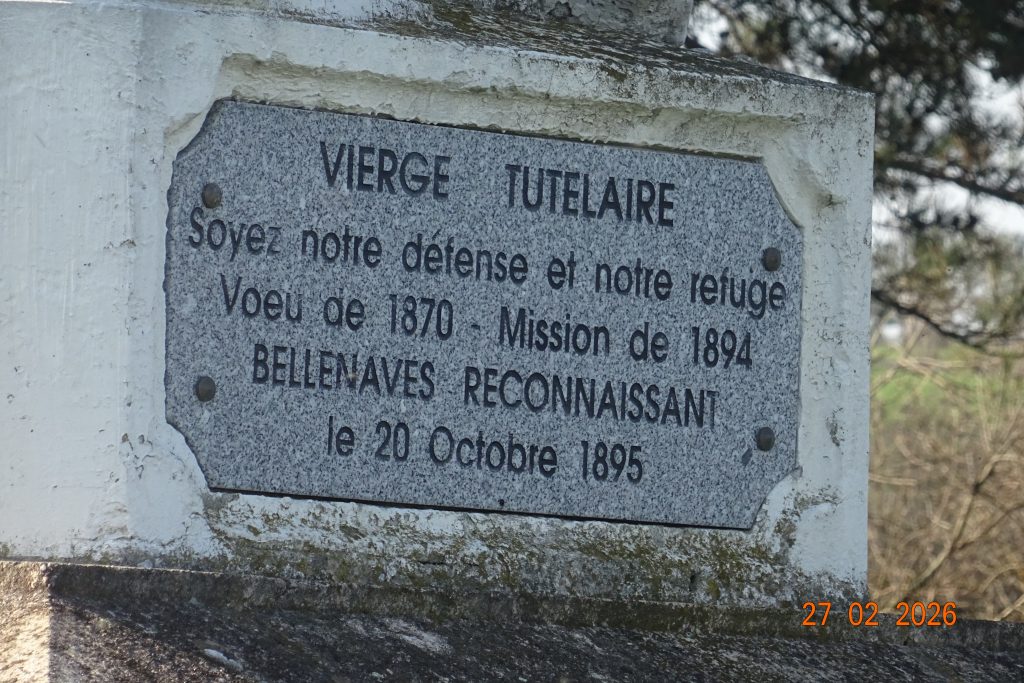 VIERGE TUTELAIRE
Soyez notre défense et notre refuge
Voeu de 1870 - Mission de 1894
BELLENAVES RECONNAISSANT
le 20 Octobre 1895
27 02 2026